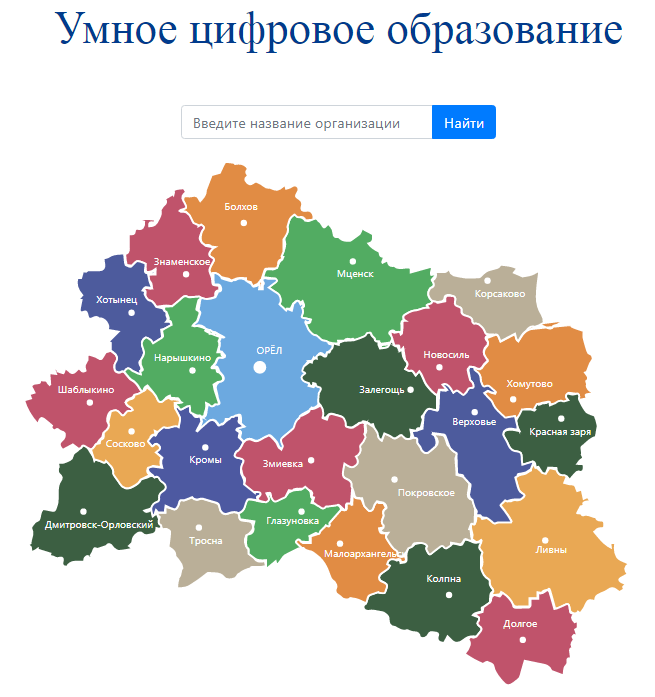 Умное цифровое образование
Введите название организации
Найти
Болхов
Знаменское
Мценск
Хотынец
Корсаково
Нарышкино
ОРЁЛ
Новосиль
Шаблыкино
Залегощь
Хомутово
Сосково
Верховье
Красная заря
Кромы
Змиевка
Покровское
Дмитровск-Орловский
Тросна
Глазуновка
Малоархангельск
Ливны
Колпна
Долгое